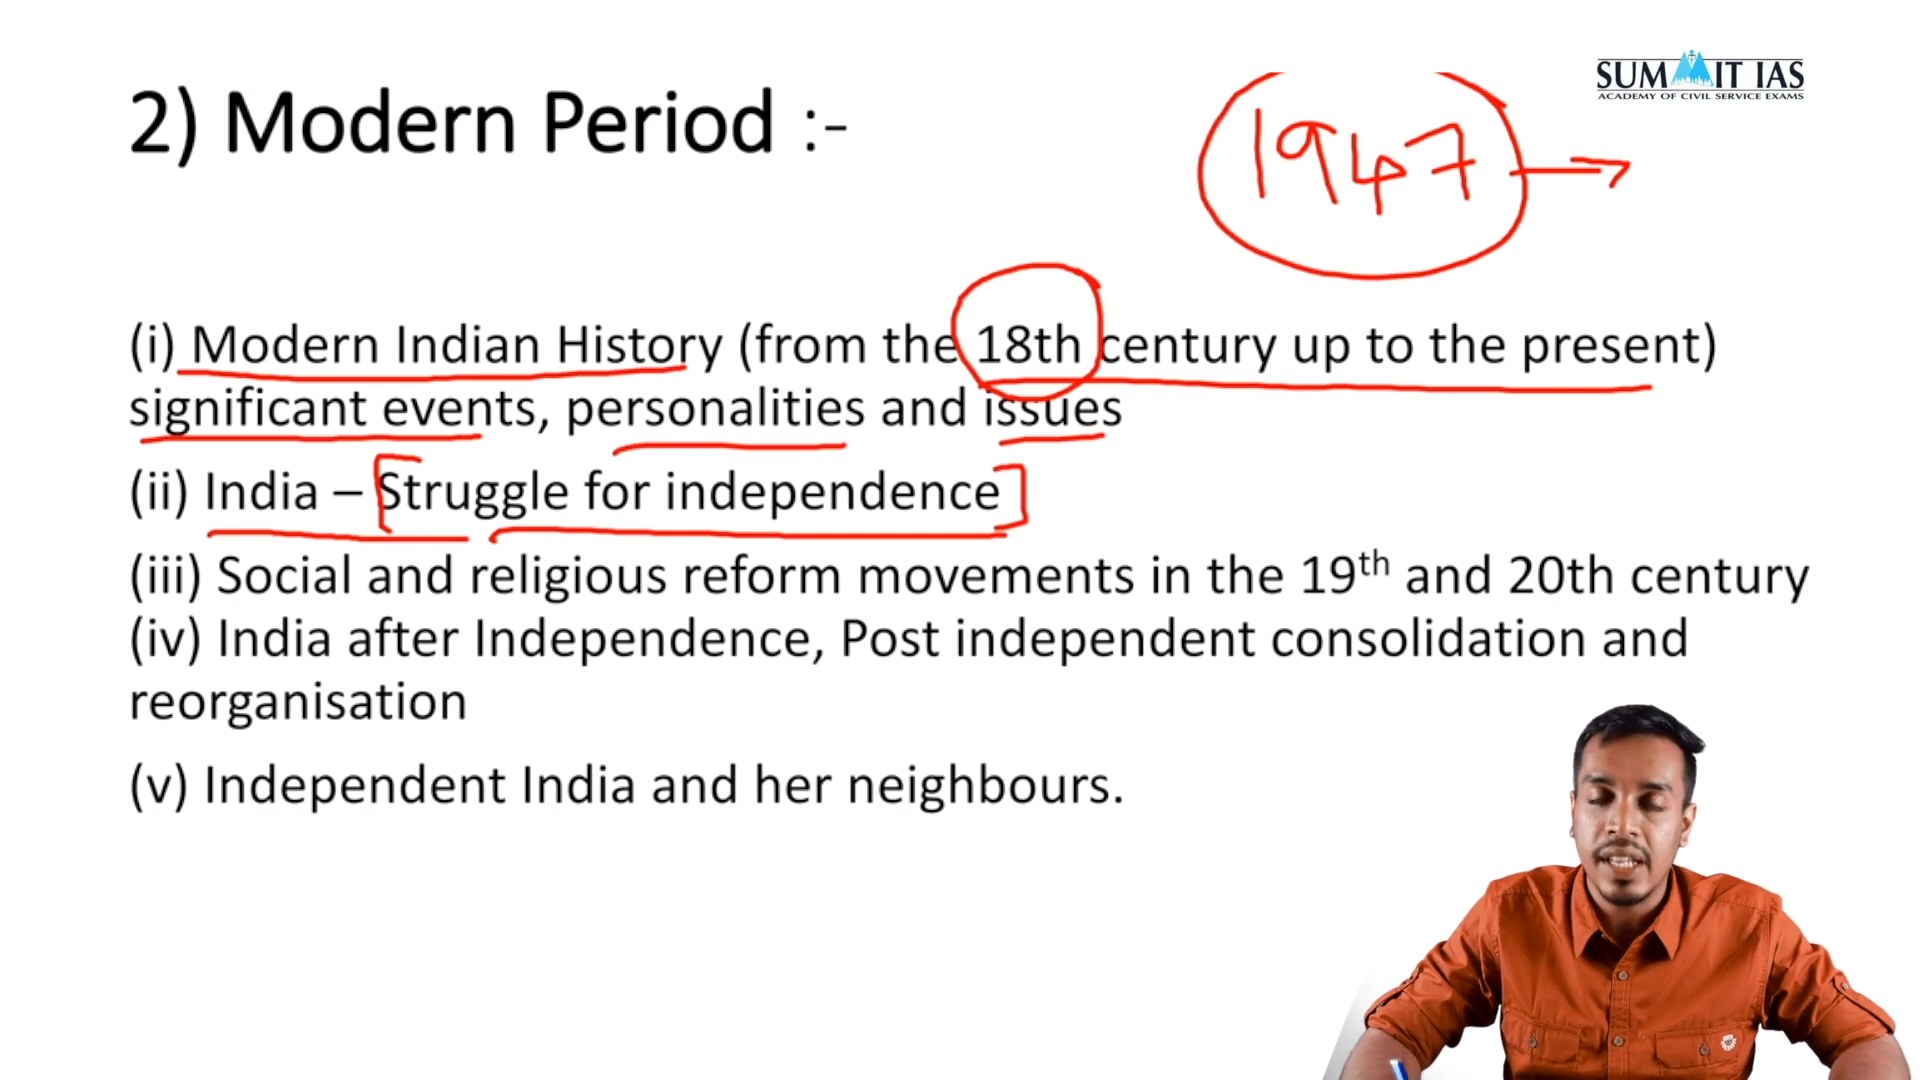 SUMMIT IAS
ACADEMY OF CIVIL SERVICE EXAMS
2) Modern Period :-
1947 →
(i) Modern Indian History (from the 18th century up to the present)
significant events, personalities and issues
(ii) India – [Struggle for independence]
(iii) Social and religious reform movements in the 19th and 20th century
(iv) India after Independence, Post independent consolidation and
reorganisation
(v) Independent India and her neighbours.